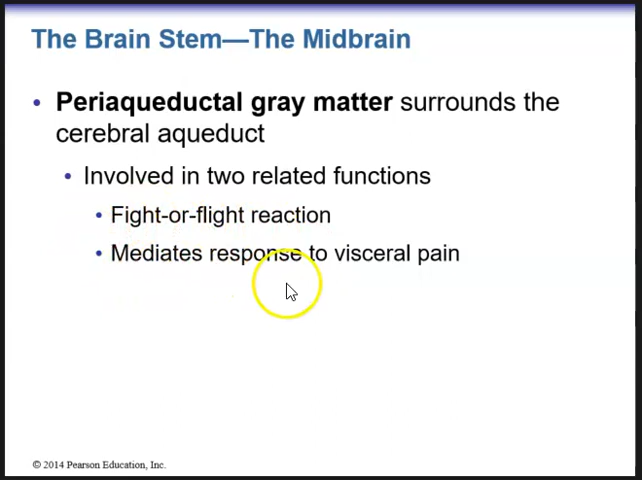 The Brain Stem—The Midbrain
• Periaqueductal gray matter surrounds the
cerebral aqueduct
• Involved in two related functions
• Fight-or-flight reaction
• Mediates response to visceral pain
© 2014 Pearson Education, Inc.